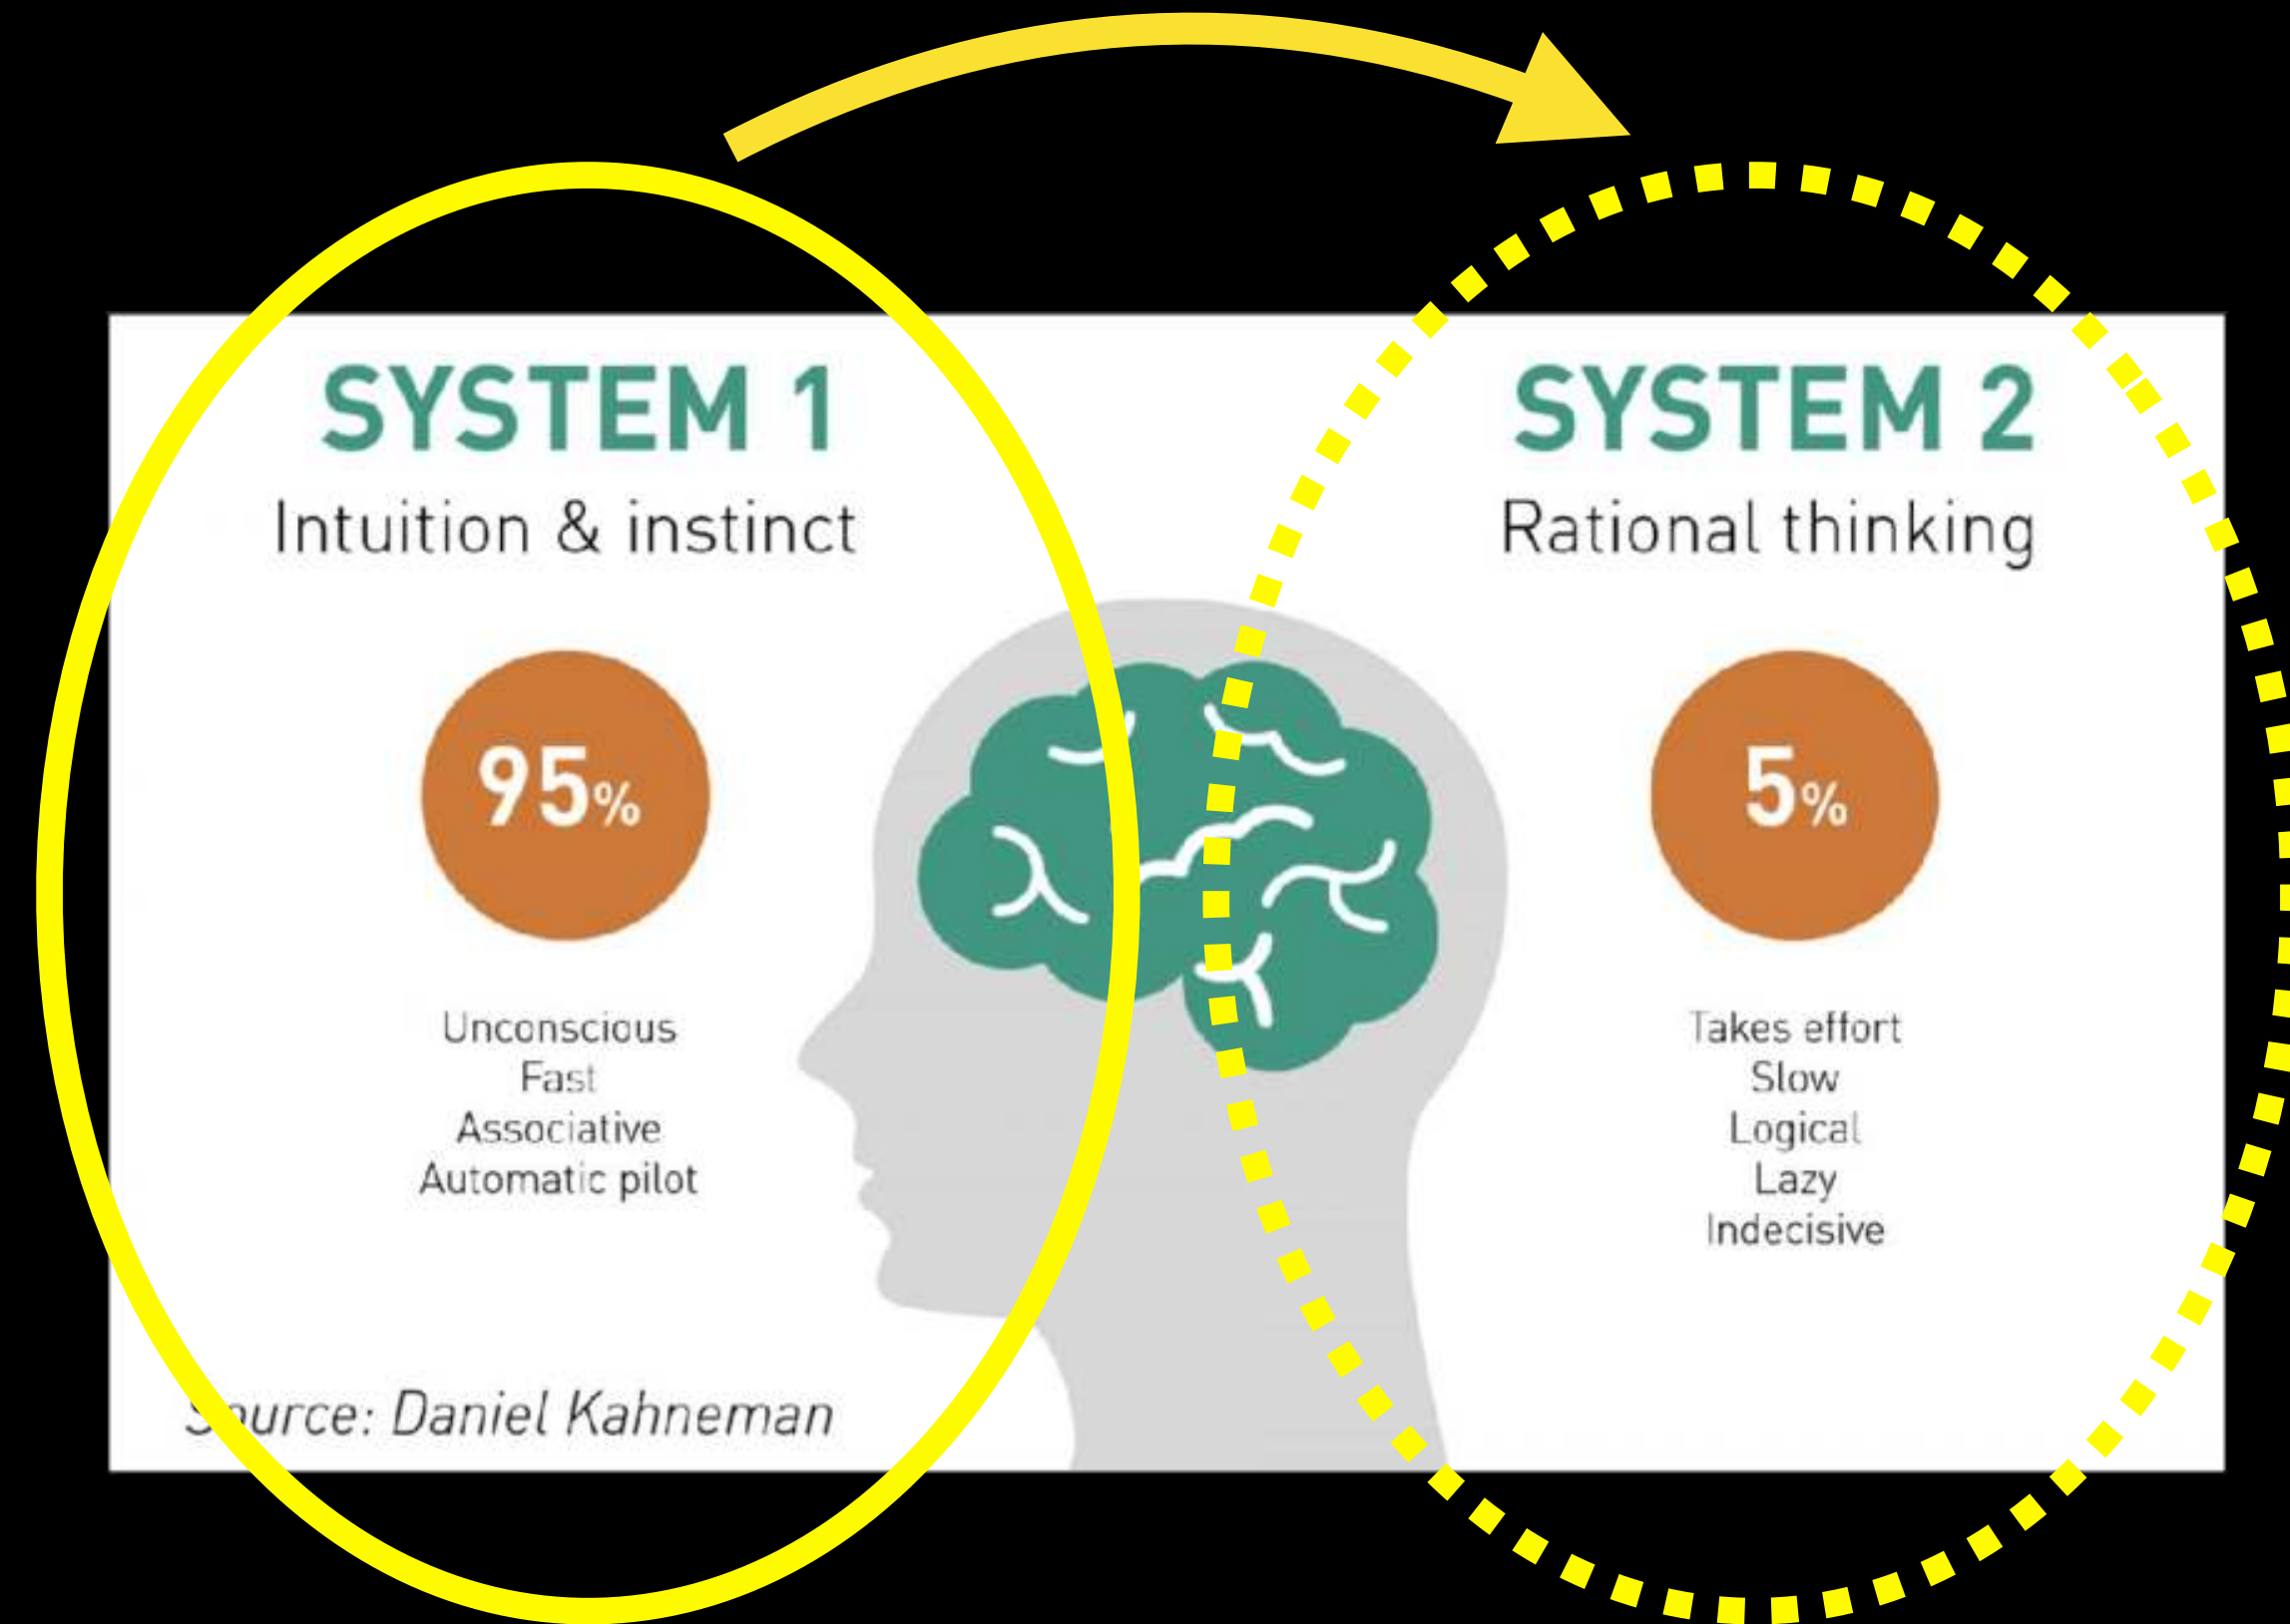 SYSTEM 1
Intuition & instinct
95%
Unconscious
Fast
Associative
Automatic pilot
Source: Daniel Kahneman
SYSTEM 2
Rational thinking
5%
Takes effort
Slow
Logical
Lazy
Indecisive